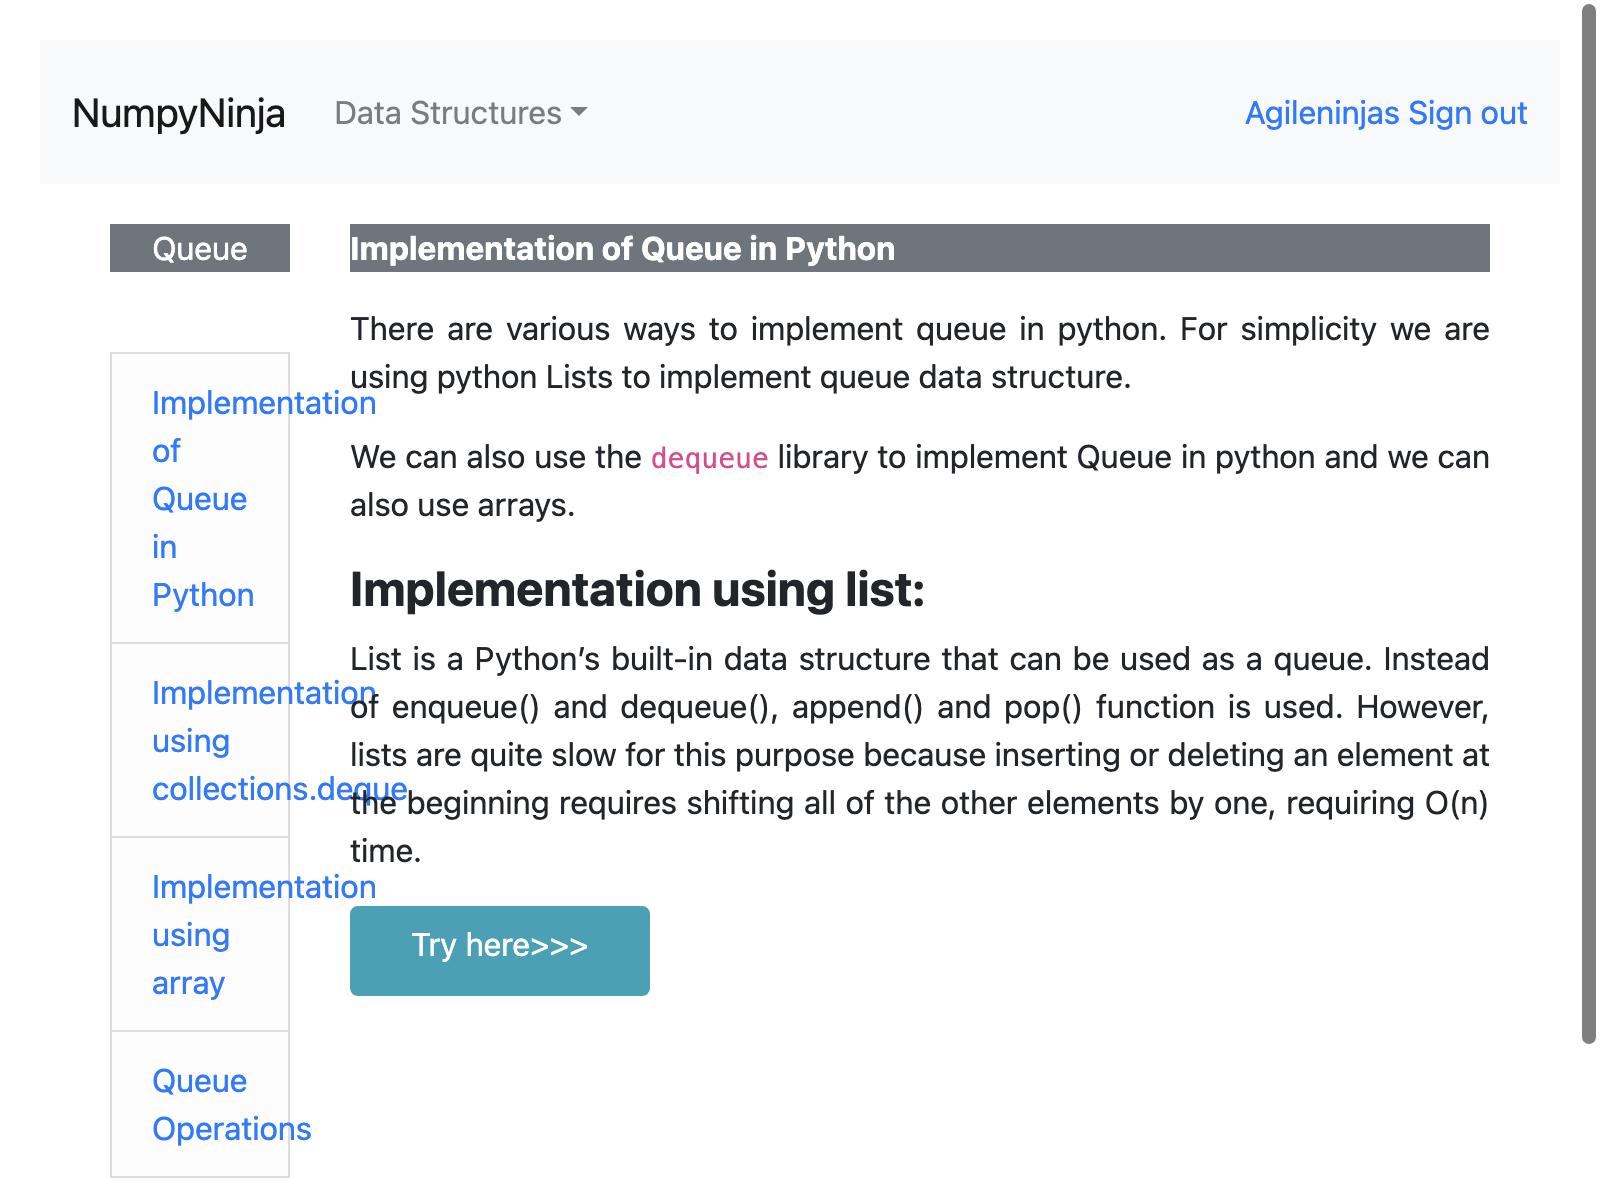 NumpyNinja
Data Structures
Agileninjas Sign out
Queue
Implementation
of
Queue
in
Python
Implementation
using
collections.deque
Implementation
using
array
Queue
Operations
Implementation of Queue in Python
There are various ways to implement queue in python. For simplicity we are
using python Lists to implement queue data structure.
We can also use the dequeue library to implement Queue in python and we can
also use arrays.
Implementation using list:
List is a Python’s built-in data structure that can be used as a queue. Instead
of enqueue() and dequeue(), append() and pop() function is used. However,
lists are quite slow for this purpose because inserting or deleting an element at
the beginning requires shifting all of the other elements by one, requiring O(n)
time.
Try here>>>